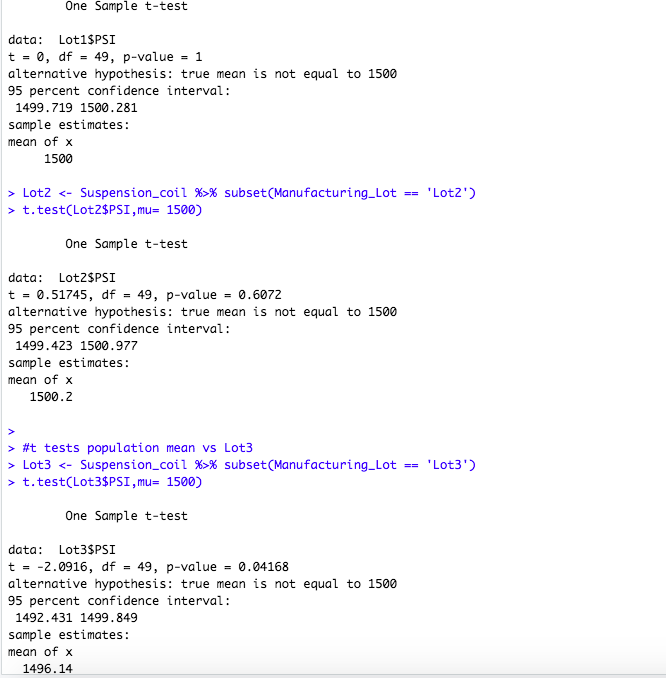 One Sample t-test
data:  Lot1$PSI
t = 0, df = 49, p-value = 1
alternative hypothesis: true mean is not equal to 1500
95 percent confidence interval:
 1499.719 1500.281
sample estimates:
mean of x
     1500
> Lot2 <- Suspension_coil %>% subset(Manufacturing_Lot == 'Lot2')
> t.test(Lot2$PSI,mu= 1500)
One Sample t-test
data:  Lot2$PSI
t = 0.51745, df = 49, p-value = 0.6072
alternative hypothesis: true mean is not equal to 1500
95 percent confidence interval:
 1499.423 1500.977
sample estimates:
mean of x
   1500.2
>
> #t tests population mean vs Lot3
> Lot3 <- Suspension_coil %>% subset(Manufacturing_Lot == 'Lot3')
> t.test(Lot3$PSI,mu= 1500)
One Sample t-test
data:  Lot3$PSI
t = -2.0916, df = 49, p-value = 0.04168
alternative hypothesis: true mean is not equal to 1500
95 percent confidence interval:
 1492.431 1499.849
sample estimates:
mean of x
  1496.14